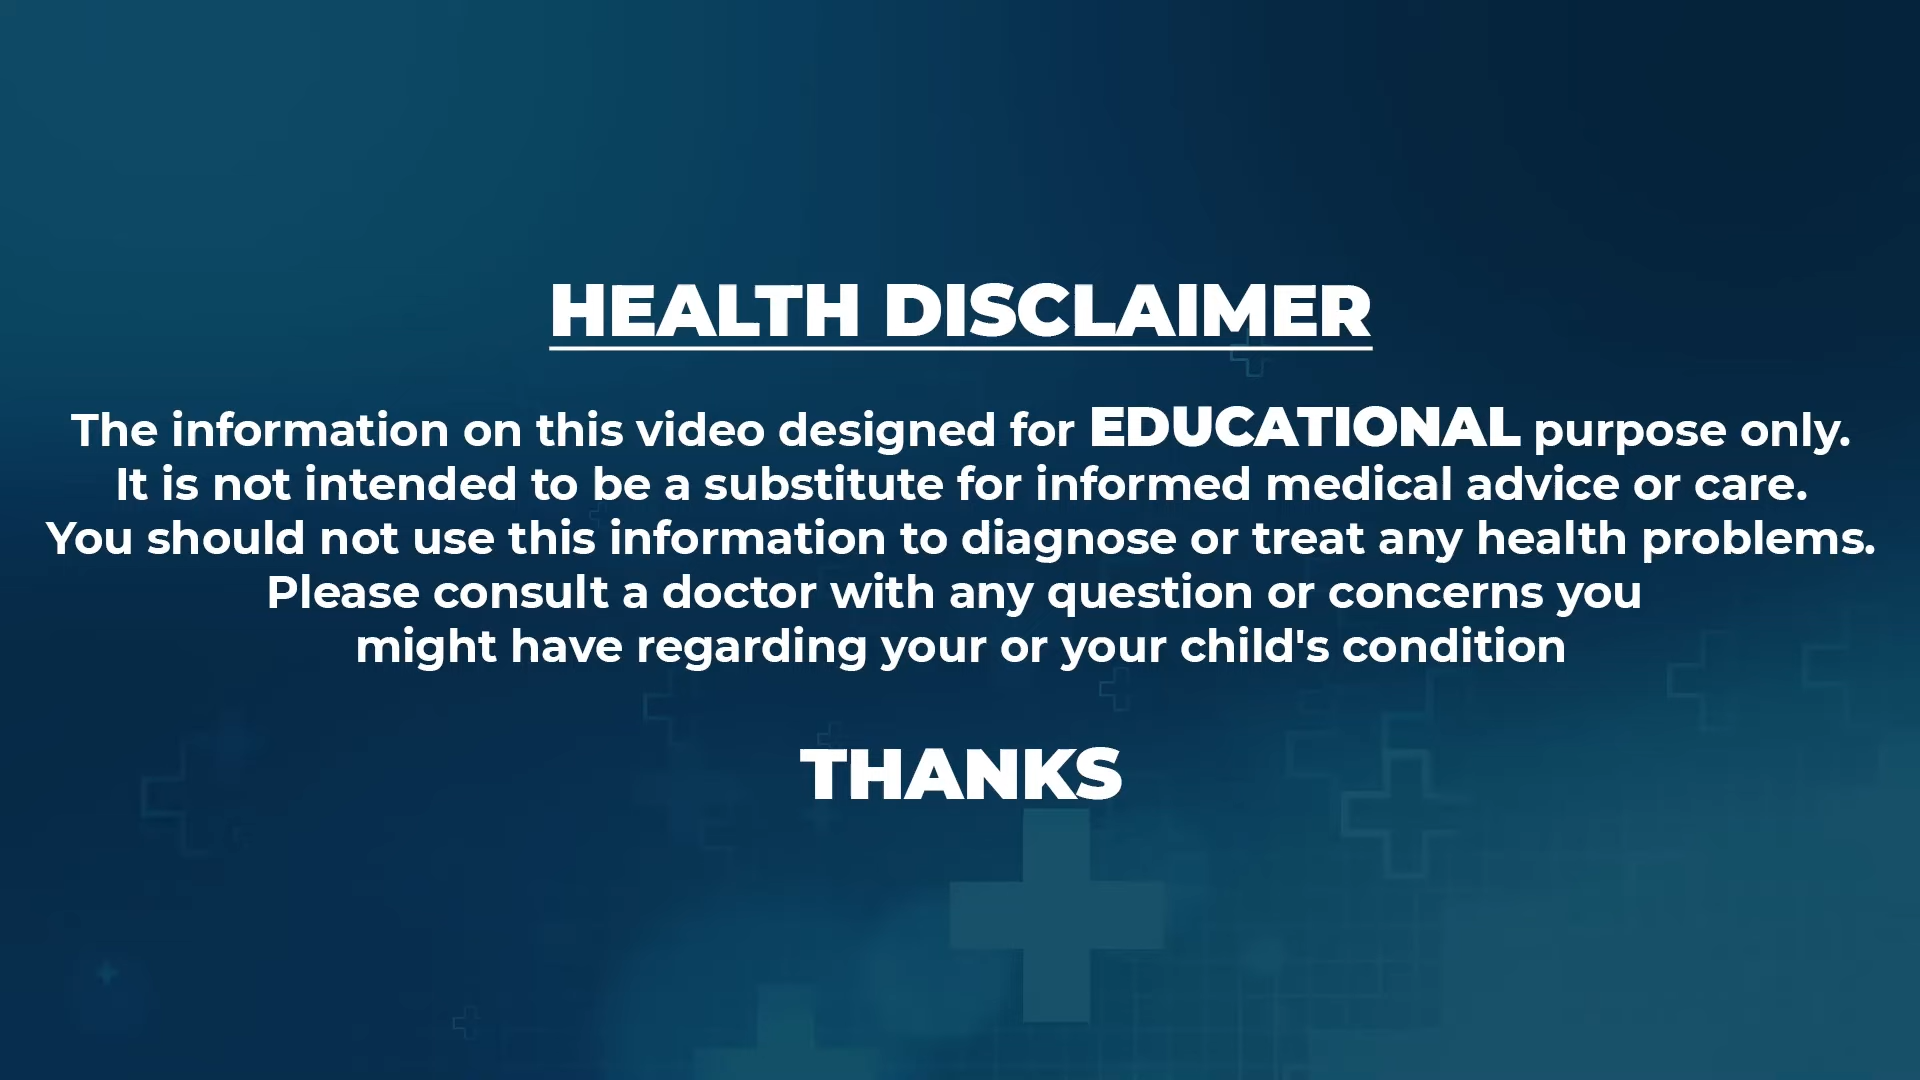 HEALTH DISCLAIMER
The information on this video designed for EDUCATIONAL purpose only.
It is not intended to be a substitute for informed medical advice or care.
You should not use this information to diagnose or treat any health problems.
Please consult a doctor with any question or concerns you
might have regarding your or your child's condition
THANKS